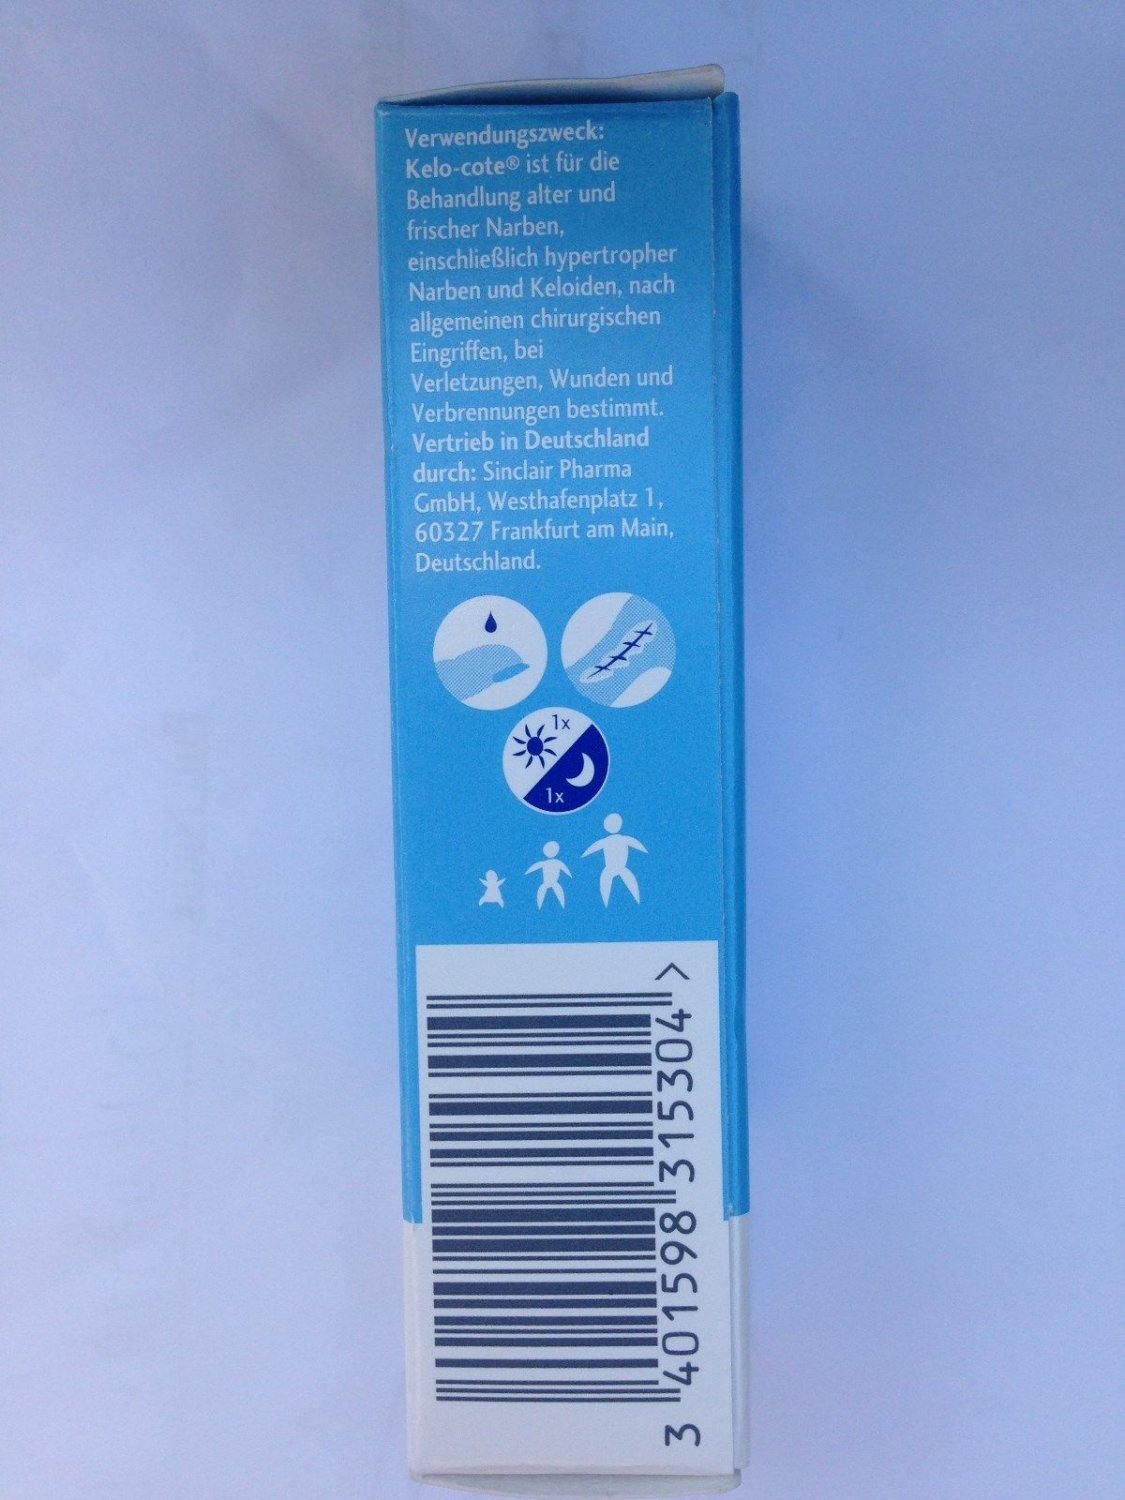 Verwendungszweck:
Kelo-cote® ist für die
Behandlung alter und
frischer Narben,
einschließlich hypertropher
Narben und Keloiden, nach
allgemeinen chirurgischen
Eingriffen, bei
Verletzungen, Wunden und
Verbrennungen bestimmt.
Vertrieb in Deutschland
durch: Sinclair Pharma
GmbH, Westhafenplatz 1,
60327 Frankfurt am Main,
Deutschland.
1x
1x
3 401598 315304 >